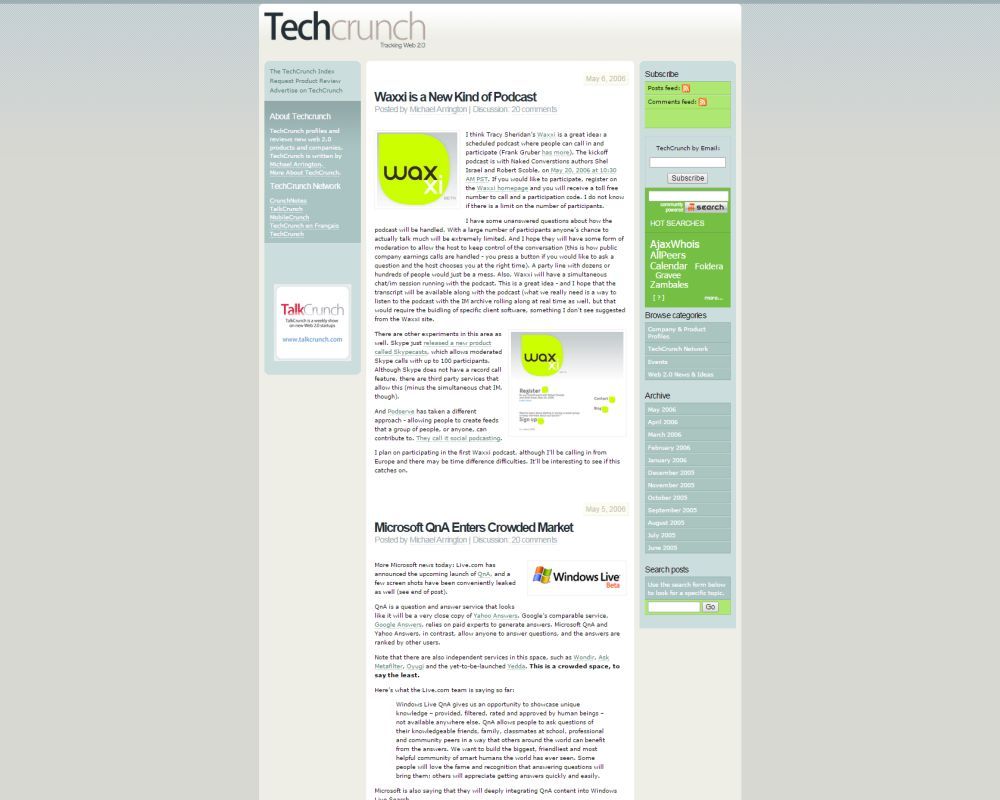 Techcrunch
Tracking Web 2.0
The TechCrunch Index
Request Product Review
Advertise on TechCrunch
About Techcrunch
TechCrunch profiles and
reviews new web 2.0
products and companies.
TechCrunch is written by
Michael Arrington.
More About TechCrunch.
TechCrunch Network
CrunchNotes
TalkCrunch
MobileCrunch
TechCrunch en Français
TechCrunch
TalkCrunch
TalkCrunch is a weekly show
on new Web 2.0 startups
www.talkcrunch.com
May 6, 2006
Waxxi is a New Kind of Podcast
Posted by Michael Arrington | Discussion: 20 comments
waxxi
BETA
I think Tracy Sheridan's Waxxi is a great idea: a
scheduled podcast where people can call in and
participate (Frank Gruber has more). The kickoff
podcast is with Naked Converstions authors Shel
Israel and Robert Scoble, on May 20, 2006 at 10:30
AM PST. If you would like to participate, register on
the Waxxi homepage and you will receive a toll free
number to call and a participation code. I do not know
if there is a limit on the number of participants.
I have some unanswered questions about how the
podcast will be handled. With a large number of participants anyone's chance to
actually talk much will be extremely limited. And I hope they will have some form of
moderation to allow the host to keep control of the conversation (this is how public
company earnings calls are handled - you press a button if you would like to ask a
question and the host chooses you at the right time). A party line with dozens or
hundreds of people would just be a mess. Also, Waxxi will have a simultaneous
chat/im session running with the podcast. This is a great idea - and I hope that the
transcript will be available along with the podcast (what we really need is a way to
listen to the podcast with the IM archive rolling along at real time as well, but that
would require the buidling of specific client software, something I don't see suggested
from the Waxxi site.
There are other experiments in this area as
well. Skype just released a new product
called Skypecasts, which allows moderated
Skype calls with up to 100 participants.
Although Skype does not have a record call
feature, there are third party services that
allow this (minus the simultaneous chat IM,
though).
waxxi
Register
Contact
Blog
Sign up
And Podserve has taken a different
approach - allowing people to create feeds
that a group of people, or anyone, can
contribute to. They call it social podcasting.
I plan on participating in the first Waxxi podcast, although I'll be calling in from
Europe and there may be time difference difficulties. It'll be interesting to see if this
catches on.
May 5, 2006
Microsoft QnA Enters Crowded Market
Posted by Michael Arrington | Discussion: 20 comments
More Microsoft news today: Live.com has
announced the upcoming launch of QnA, and a
few screen shots have been conveniently leaked
as well (see end of post).
Windows Live
Beta
QnA is a question and answer service that looks
like it will be a very close copy of Yahoo Answers. Google's comparable service,
Google Answers, relies on paid experts to generate answers. Microsoft QnA and
Yahoo Answers, in contrast, allow anyone to answer questions, and the answers are
ranked by other users.
Note that there are also independent services in this space, such as Wondir, Ask
Metafilter, Oyugi and the yet-to-be-launched Yedda. This is a crowded space, to
say the least.
Here's what the Live.com team is saying so far:
Windows Live QnA gives us an opportunity to showcase unique
knowledge – provided, filtered, rated and approved by human beings –
not available anywhere else. QnA allows people to ask questions of
their knowledgeable friends, family, classmates at school, professional
and community peers in a way that others around the world can benefit
from the answers. We want to build the biggest, friendliest and most
helpful community of smart humans the world has ever seen. Some
people will love the fame and recognition that answering questions will
bring them; others will appreciate getting answers quickly and easily.
Microsoft is also saying that they will deeply integrating QnA content into Windows
Live Search.
Subscribe
Posts feed:
Comments feed:
TechCrunch by Email:
Subscribe
community
powered
search
HOT SEARCHES
AjaxWhois
AllPeers
Calendar Foldera
Gravee
Zambales
[ ? ] more...
Browse categories
Company & Product
Profiles
TechCrunch Network
Events
Web 2.0 News & Ideas
Archive
May 2006
April 2006
March 2006
February 2006
January 2006
December 2005
November 2005
October 2005
September 2005
August 2005
July 2005
June 2005
Search posts
Use the search form below
to look for a specific topic.
Go